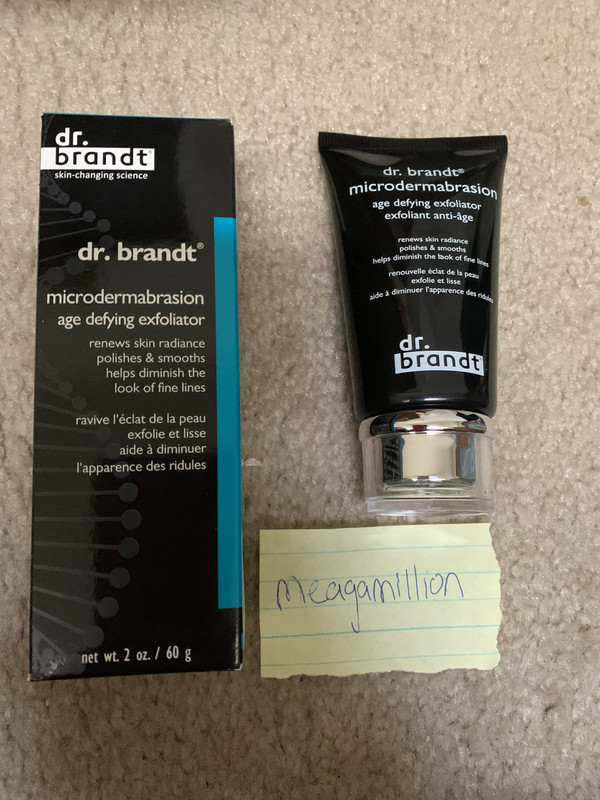 dr.
brandt®
skin-changing science
dr. brandt®
microdermabrasion
age defying exfoliator
renews skin radiance
polishes & smooths
helps diminish the
look of fine lines
ravive l'éclat de la peau
exfolie et lisse
aide à diminuer
l'apparence des ridules
net wt. 2 oz. / 60 g
dr. brandt®
microdermabrasion
age defying exfoliator
exfoliant anti-âge
renews skin radiance
polishes & smooths
helps diminish the look of fine lines
renouvelle éclat de la peau
exfolie et lisse
aide à diminuer l'apparence des ridules
dr.
brandt®
meagamillion